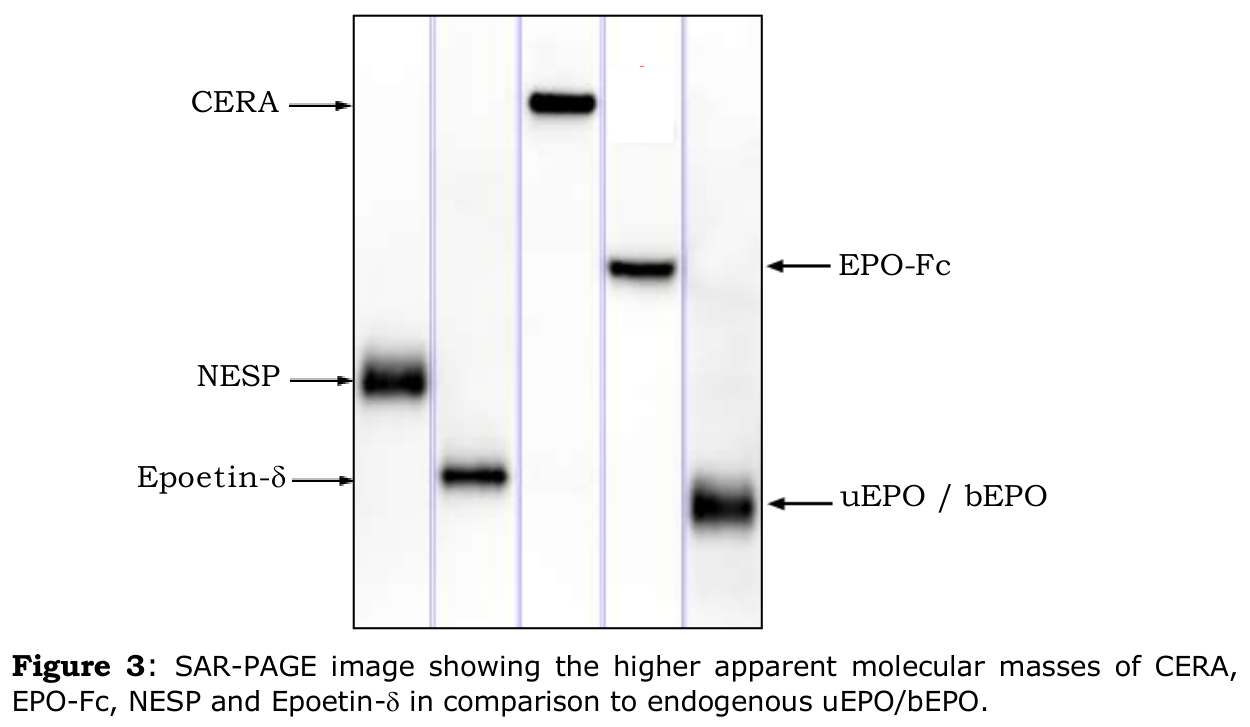 CERA
EPO-Fc
NESP
Epoetin-δ
uEPO / bEPO
Figure 3: SAR-PAGE image showing the higher apparent molecular masses of CERA,
EPO-Fc, NESP and Epoetin-δ in comparison to endogenous uEPO/bEPO.